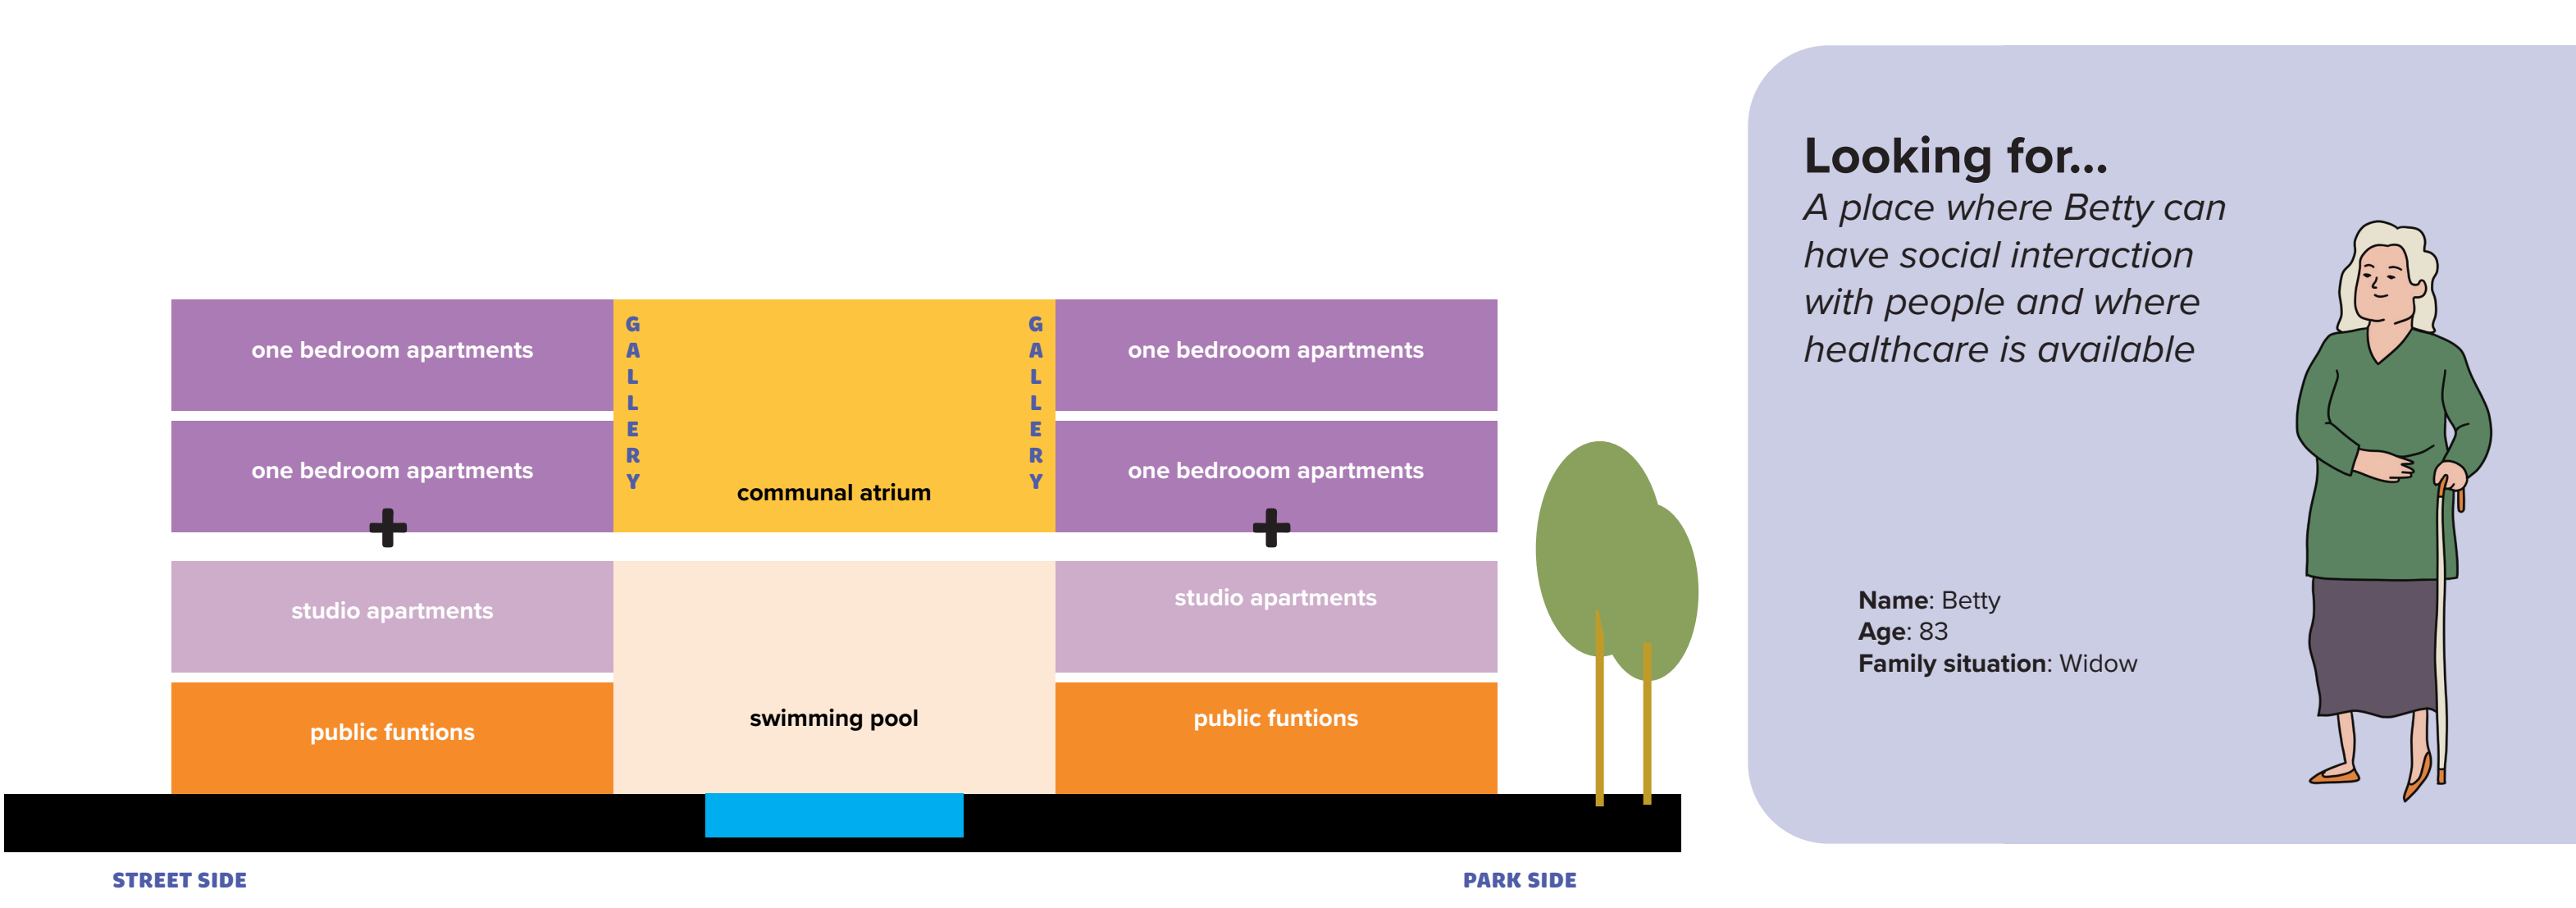 one bedroom apartments
one bedroom apartments
studio apartments
public funtions
GALLERY
communal atrium
swimming pool
GALLERY
one bedrooom apartments
one bedrooom apartments
studio apartments
public funtions
STREET SIDE
PARK SIDE
Looking for...
A place where Betty can
have social interaction
with people and where
healthcare is available
Name: Betty
Age: 83
Family situation: Widow